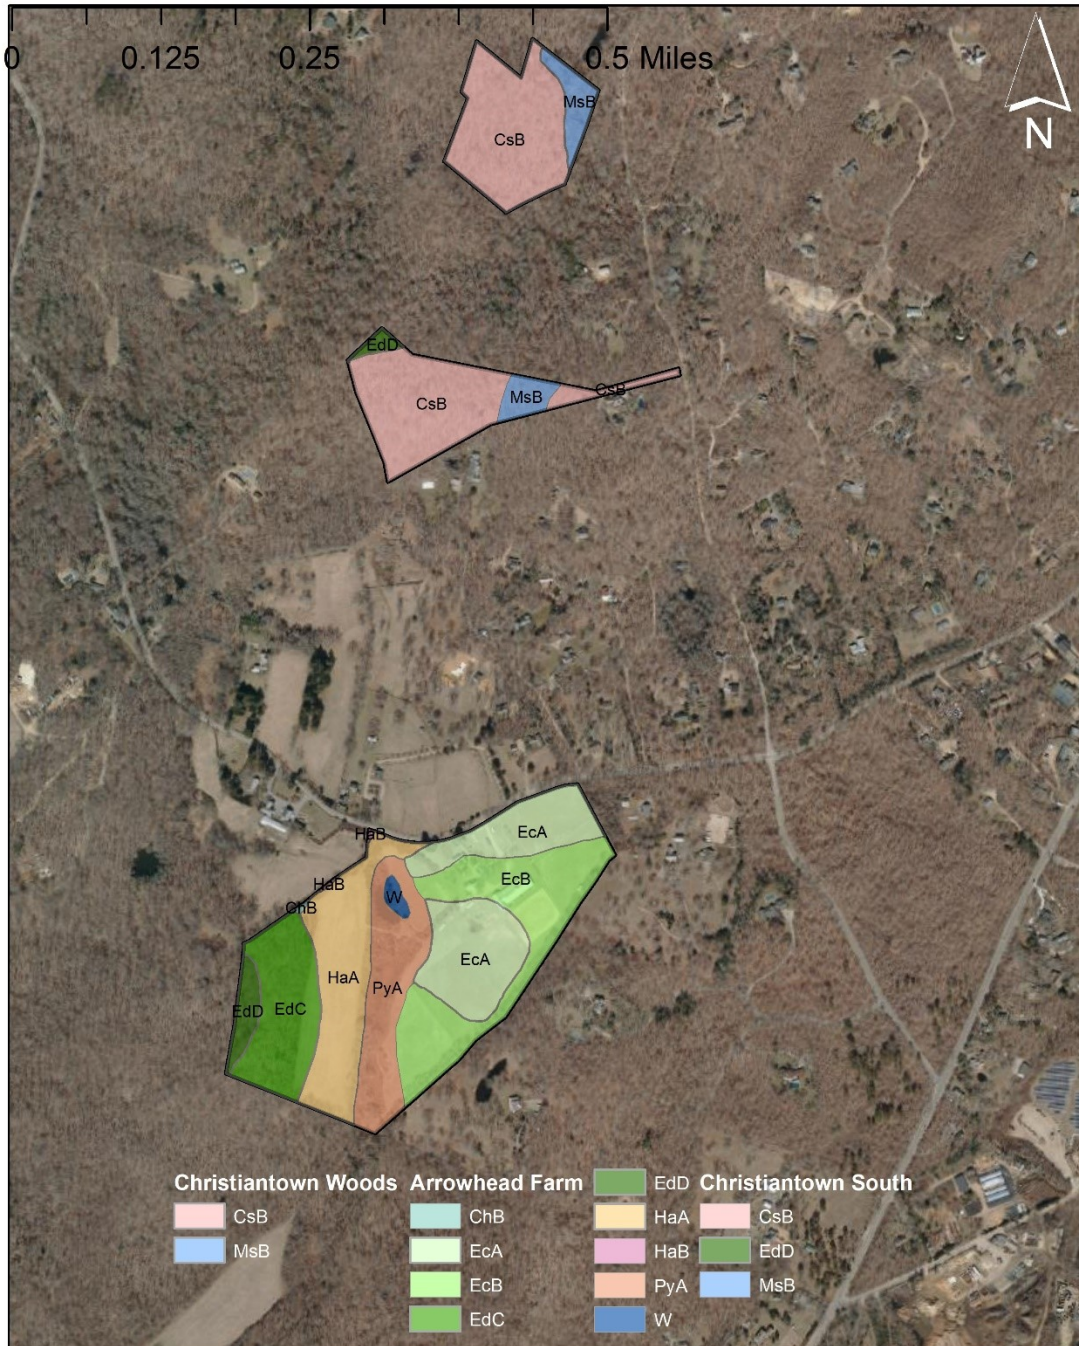 0 0.125 0.25 0.5 Miles
N
MsB
CsB
EdD
CsB
MsB
CsB
HaB
EcA
HaB
EcB
W
ChB
EcA
HaA
PyA
EdD
EdC
Christiantown Woods
CsB
MsB
Arrowhead Farm
ChB
EcA
EcB
EdC
EdD
HaA
HaB
PyA
W
Christiantown South
CsB
EdD
MsB